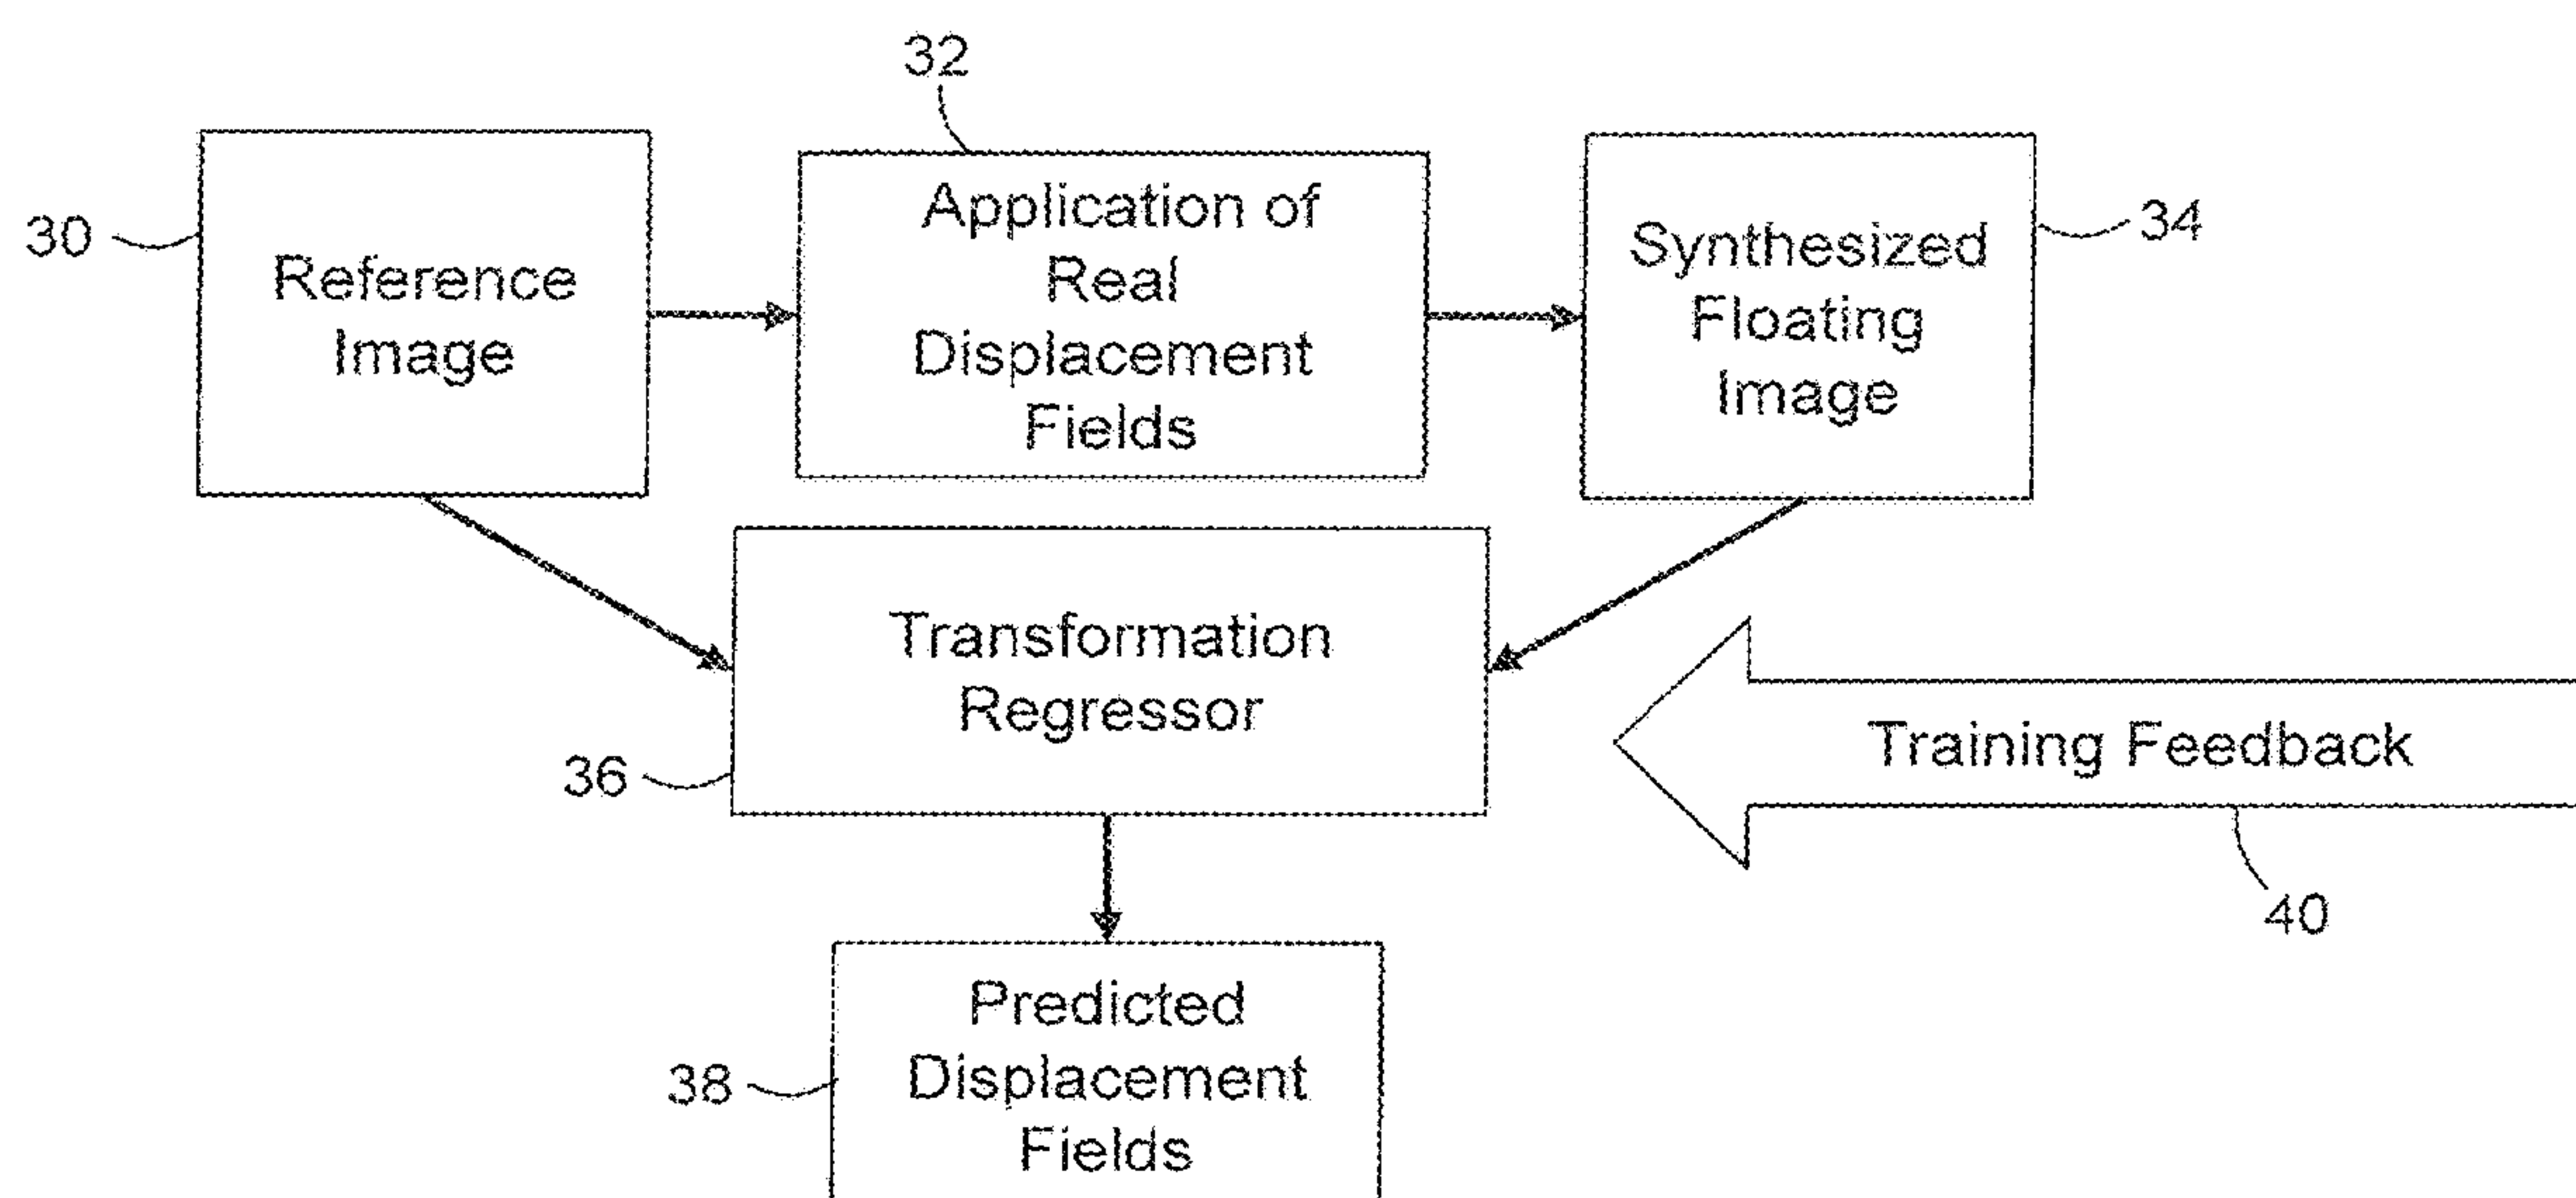 32
30
Reference
Image
Application of
Real
Displacement
Fields
Synthesized
Floating
Image
34
Transformation
Regressor
36
Training Feedback
40
Predicted
Displacement
Fields
38